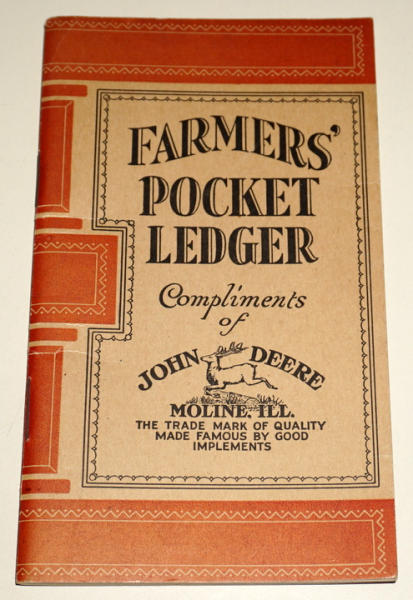 FARMERS'
POCKET
LEDGER
Compliments
of
JOHN DEERE
MOLINE, ILL.
THE TRADE MARK OF QUALITY
MADE FAMOUS BY GOOD
IMPLEMENTS